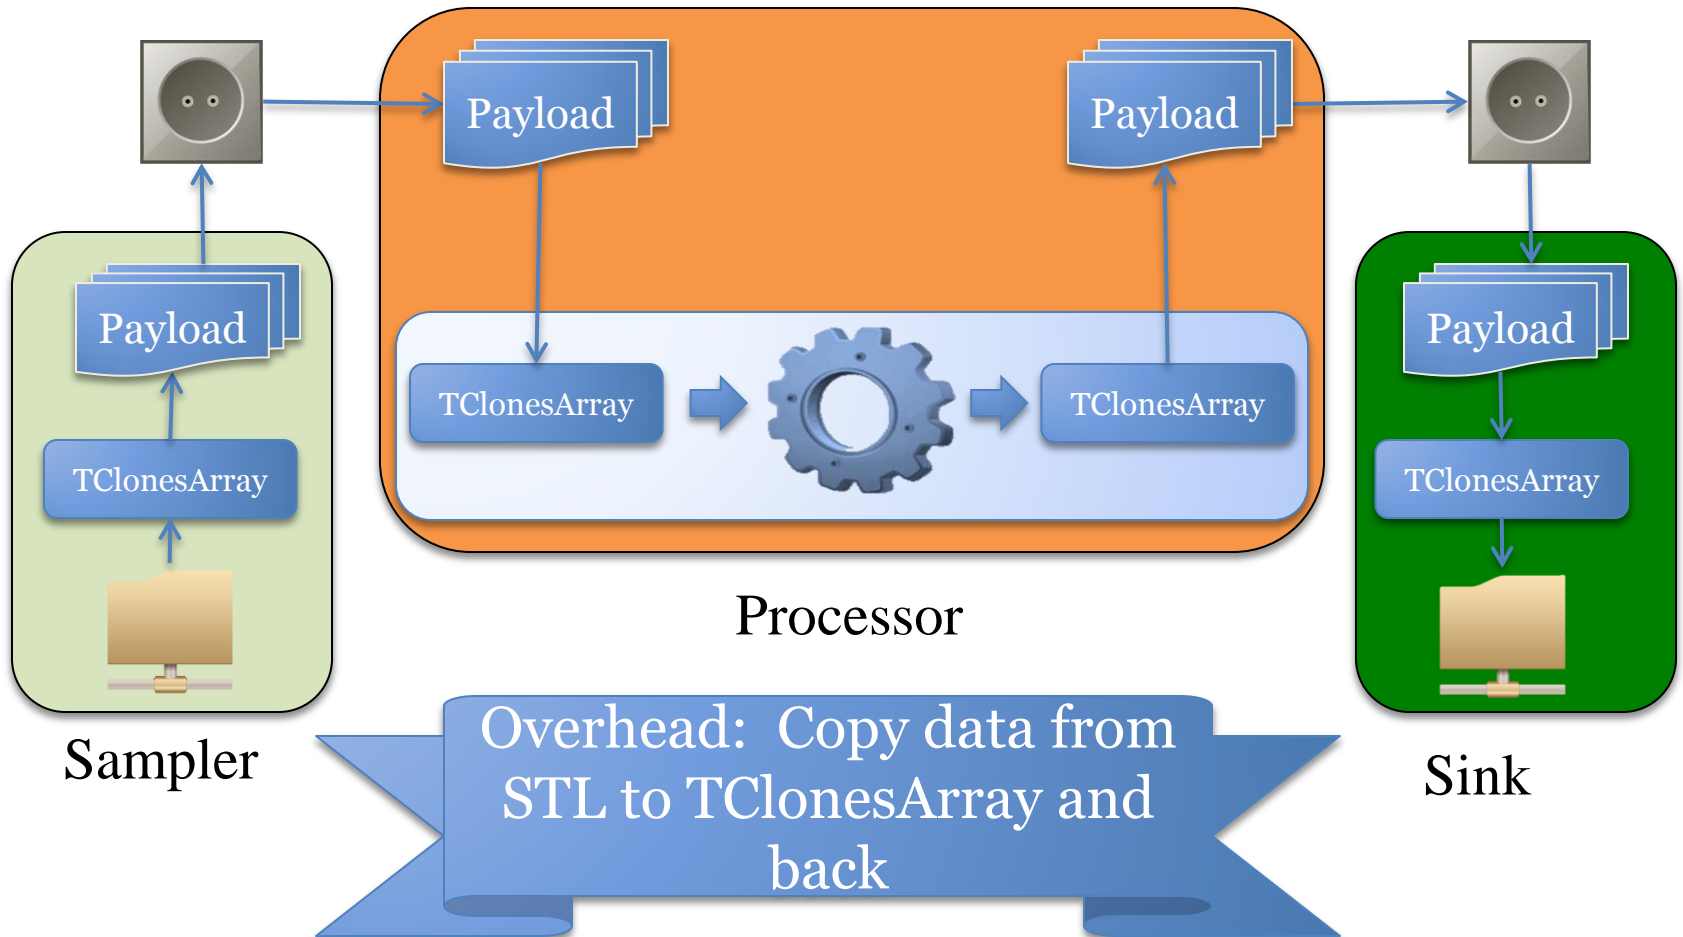 Payload
Payload
Payload
Payload
TClonesArray
TClonesArray
TClonesArray
TClonesArray
Processor
Sampler
Sink
Overhead:  Copy data from
STL to TClonesArray and
back